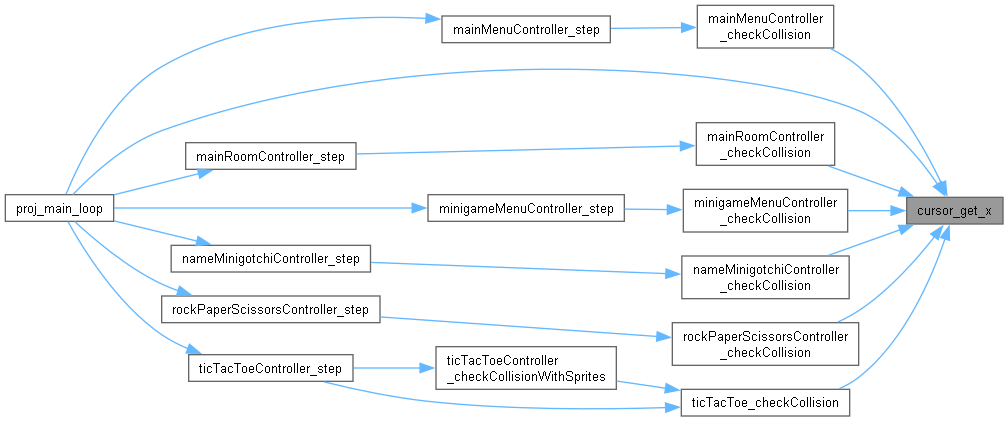 mainMenuController_step
mainMenuController
_checkCollision
mainRoomController_step
mainRoomController
_checkCollision
proj_main_loop
minigameMenuController_step
minigameMenuController
_checkCollision
cursor_get_x
nameMinigotchiController_step
nameMinigotchiController
_checkCollision
rockPaperScissorsController_step
rockPaperScissorsController
_checkCollision
ticTacToeController_step
ticTacToeController
_checkCollisionWithSprites
ticTacToe_checkCollision